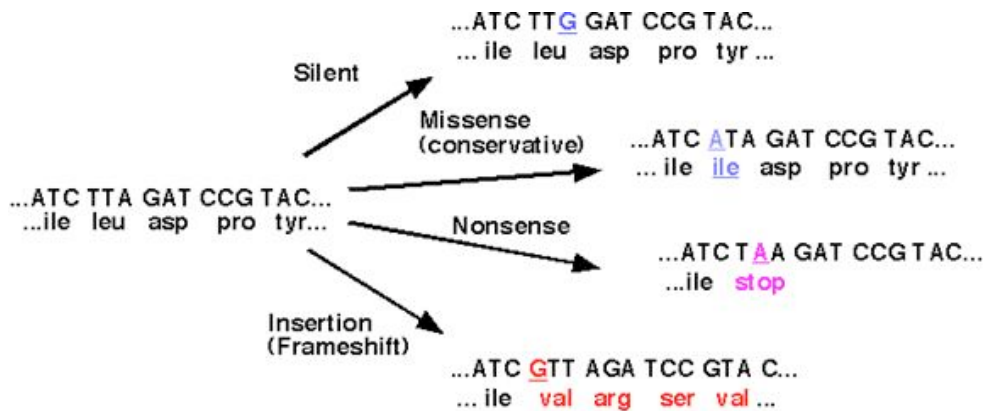 ...ATC TTG GAT CCG TAC...
... ile leu asp pro tyr ...
Silent
Missense
(conservative)
...ATC ATA GAT CCG TAC...
... ile ile asp pro tyr ...
...ATC TTA GAT CCG TAC...
...ile leu asp pro tyr...
Nonsense
...ATC TAA GAT CCG TAC...
...ile stop
Insertion
(Frameshift)
...ATC GTT AGA TCC GTA C...
... ile val arg ser val ...